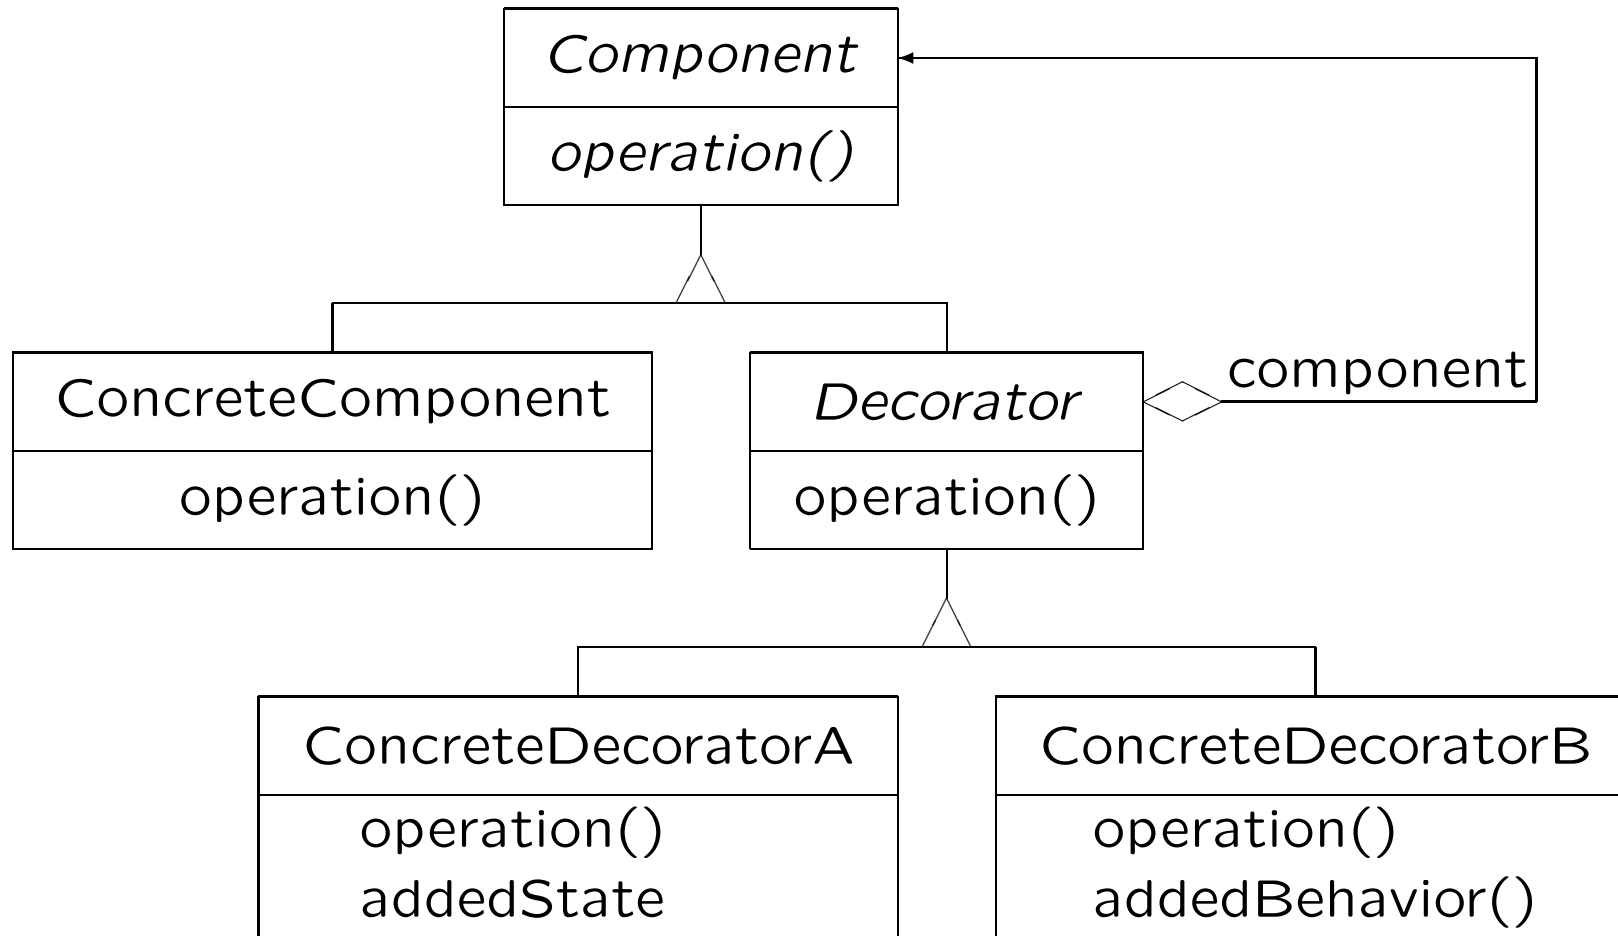 Component
operation()
ConcreteComponent
operation()
Decorator
operation()
component
ConcreteDecoratorA
operation()
addedState
ConcreteDecoratorB
operation()
addedBehavior()